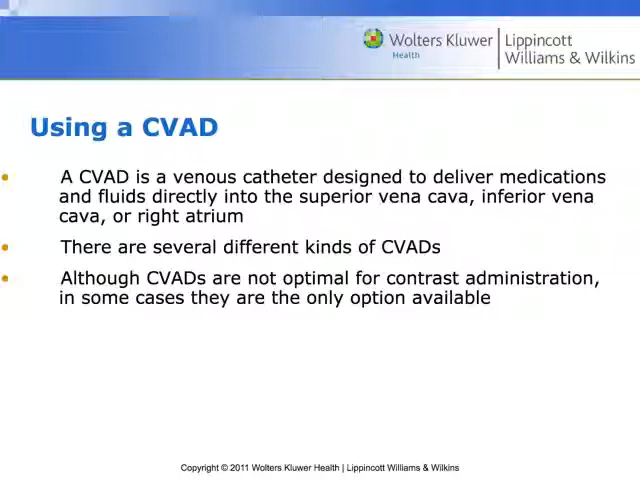 Wolters Kluwer
Health
Lippincott
Williams & Wilkins
Using a CVAD
• A CVAD is a venous catheter designed to deliver medications
and fluids directly into the superior vena cava, inferior vena
cava, or right atrium
• There are several different kinds of CVADs
• Although CVADs are not optimal for contrast administration,
in some cases they are the only option available
Copyright © 2011 Wolters Kluwer Health | Lippincott Williams & Wilkins